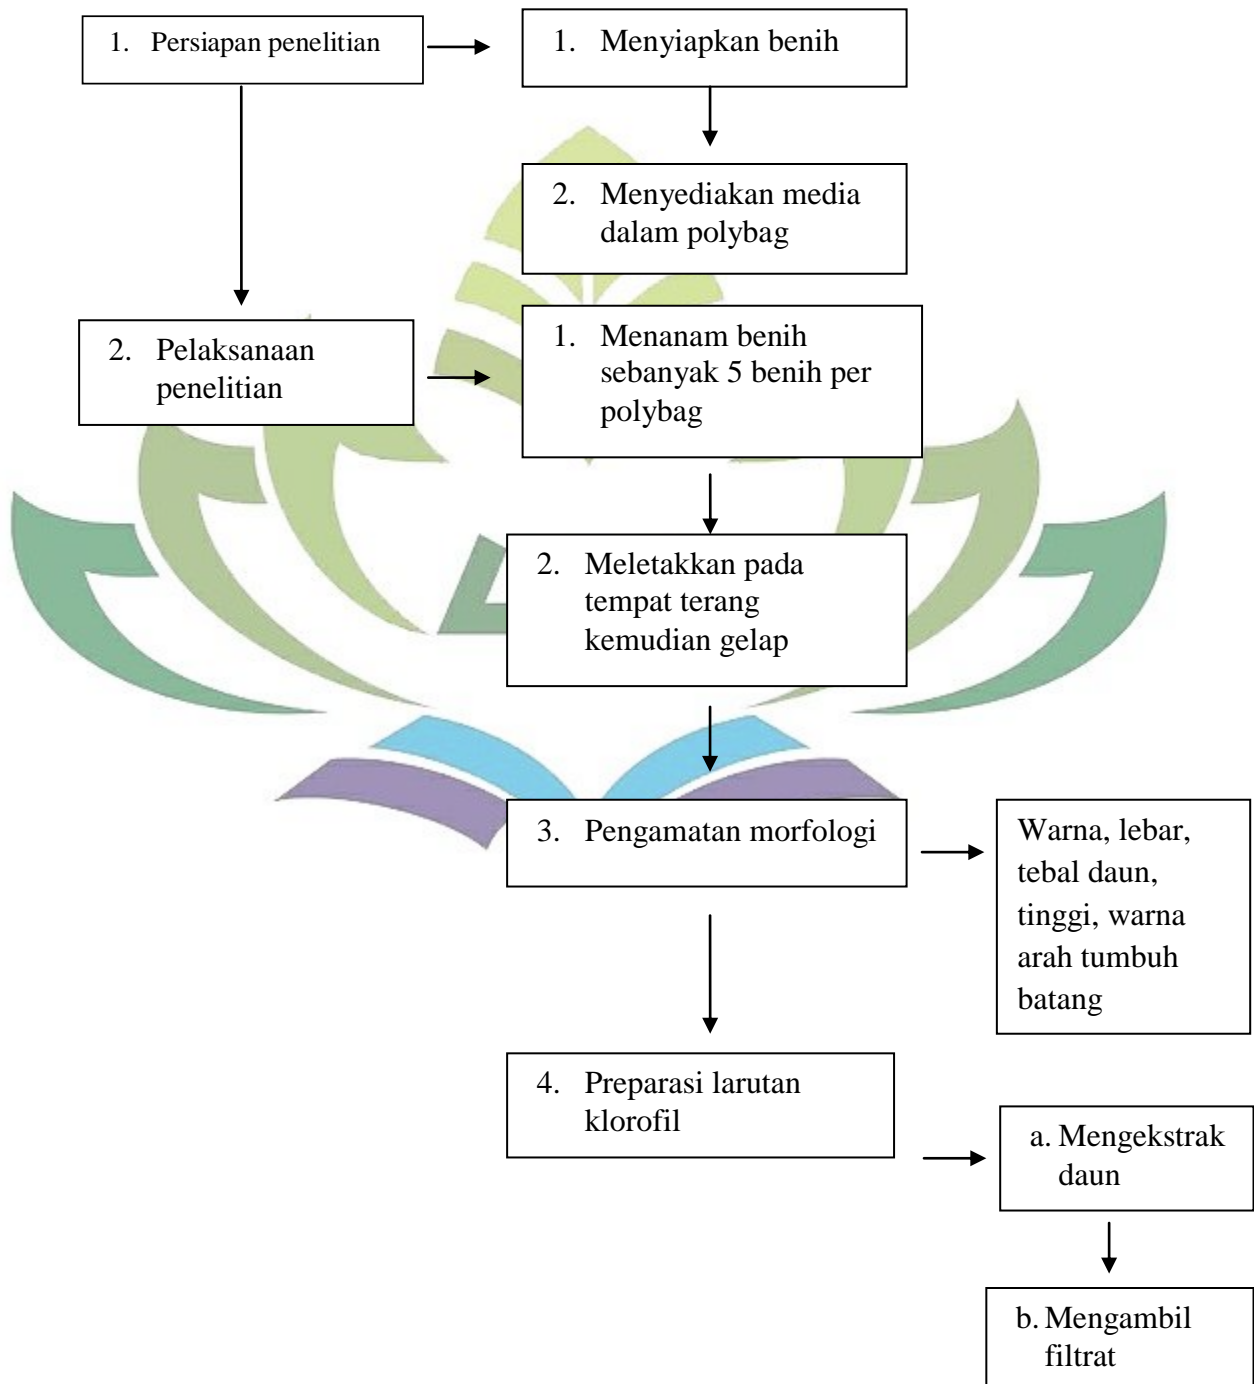 1. Persiapan penelitian
1. Menyiapkan benih
2. Menyediakan media
dalam polybag
2. Pelaksanaan
penelitian
1. Menanam benih
sebanyak 5 benih per
polybag
2. Meletakkan pada
tempat terang
kemudian gelap
3. Pengamatan morfologi
Warna, lebar,
tebal daun,
tinggi, warna
arah tumbuh
batang
4. Preparasi larutan
klorofil
a. Mengekstrak
daun
b. Mengambil
filtrat